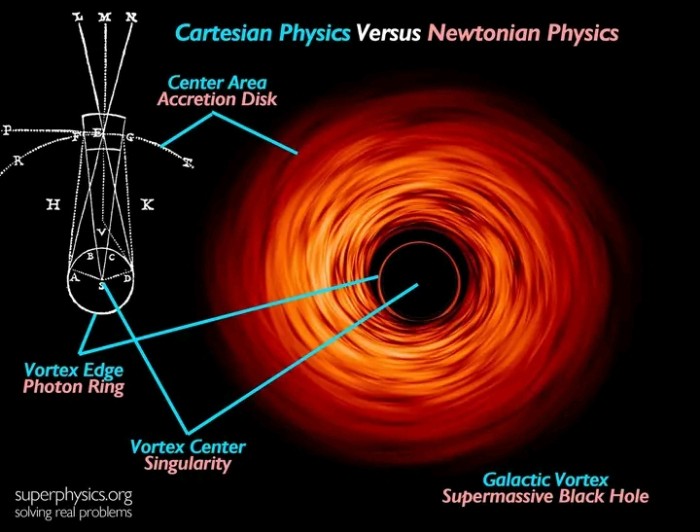 Cartesian Physics Versus Newtonian Physics
L M N
Center Area
Accretion Disk
P F E G
R
H K
V
B C
A S D
Vortex Edge
Photon Ring
Vortex Center
Singularity
Galactic Vortex
Supermassive Black Hole
superphysics.org
solving real problems